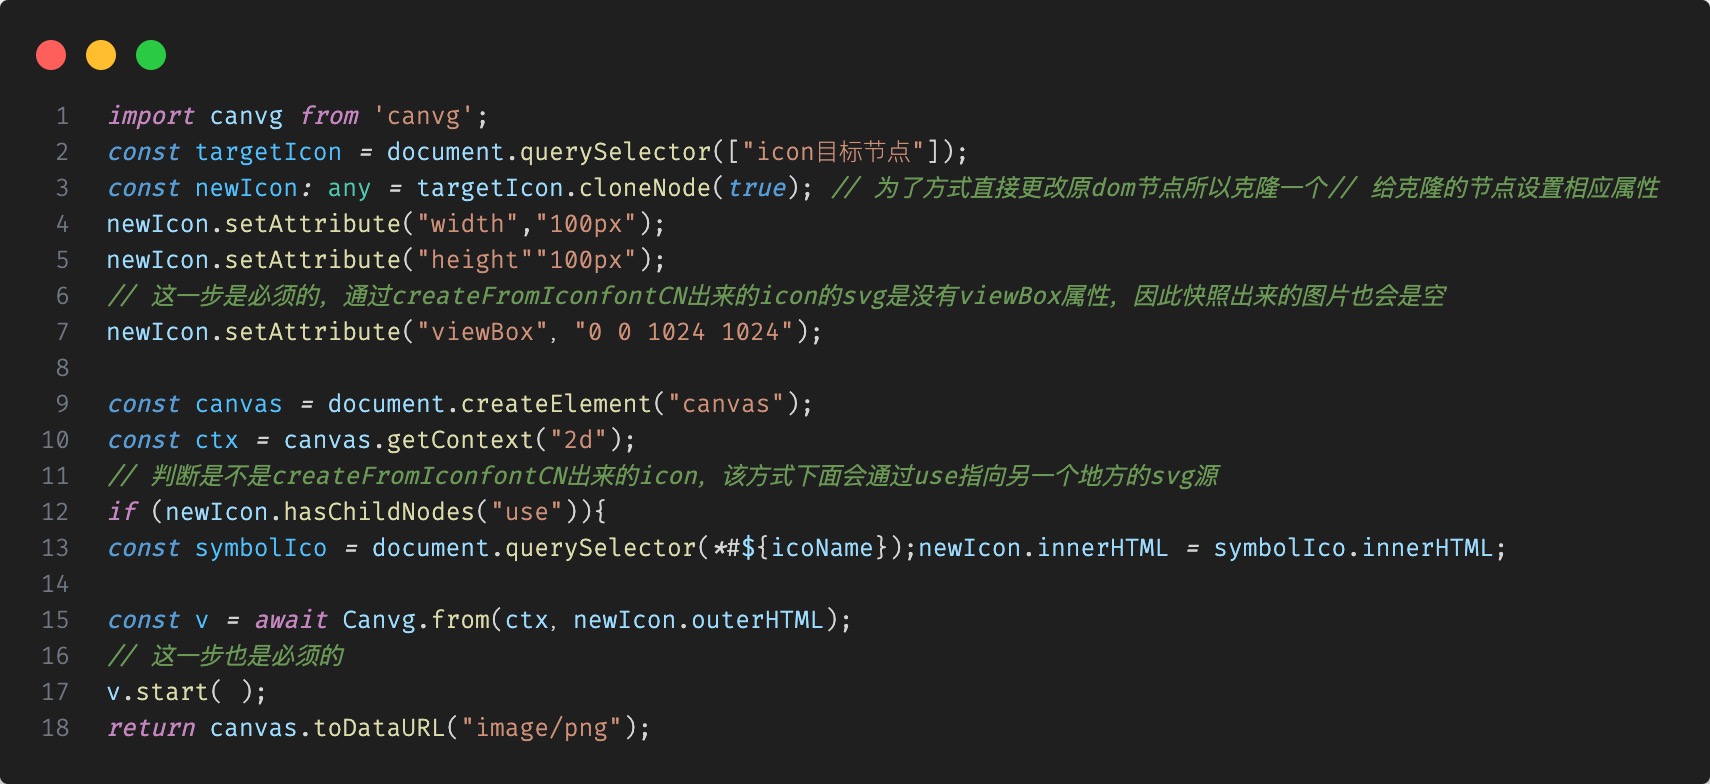 1 import canvg from 'canvg';
2 const targetIcon = document.querySelector(["icon目标节点"]);
3 const newIcon: any = targetIcon.cloneNode(true); // 为了方式直接更改原dom节点所以克隆一个// 给克隆的节点设置相应属性
4 newIcon.setAttribute("width","100px");
5 newIcon.setAttribute("height""100px");
6 // 这一步是必须的，通过createFromIconfontCN出来的icon的svg是没有viewBox属性，因此快照出来的图片也会是空
7 newIcon.setAttribute("viewBox", "0 0 1024 1024");
8
9 const canvas = document.createElement("canvas");
10 const ctx = canvas.getContext("2d");
11 // 判断是不是createFromIconfontCN出来的icon，该方式下面会通过use指向另一个地方的svg源
12 if (newIcon.hasChildNodes("use")){
13 const symbolIco = document.querySelector(*#${icoName});newIcon.innerHTML = symbolIco.innerHTML;
14
15 const v = await Canvg.from(ctx, newIcon.outerHTML);
16 // 这一步也是必须的
17 v.start( );
18 return canvas.toDataURL("image/png");